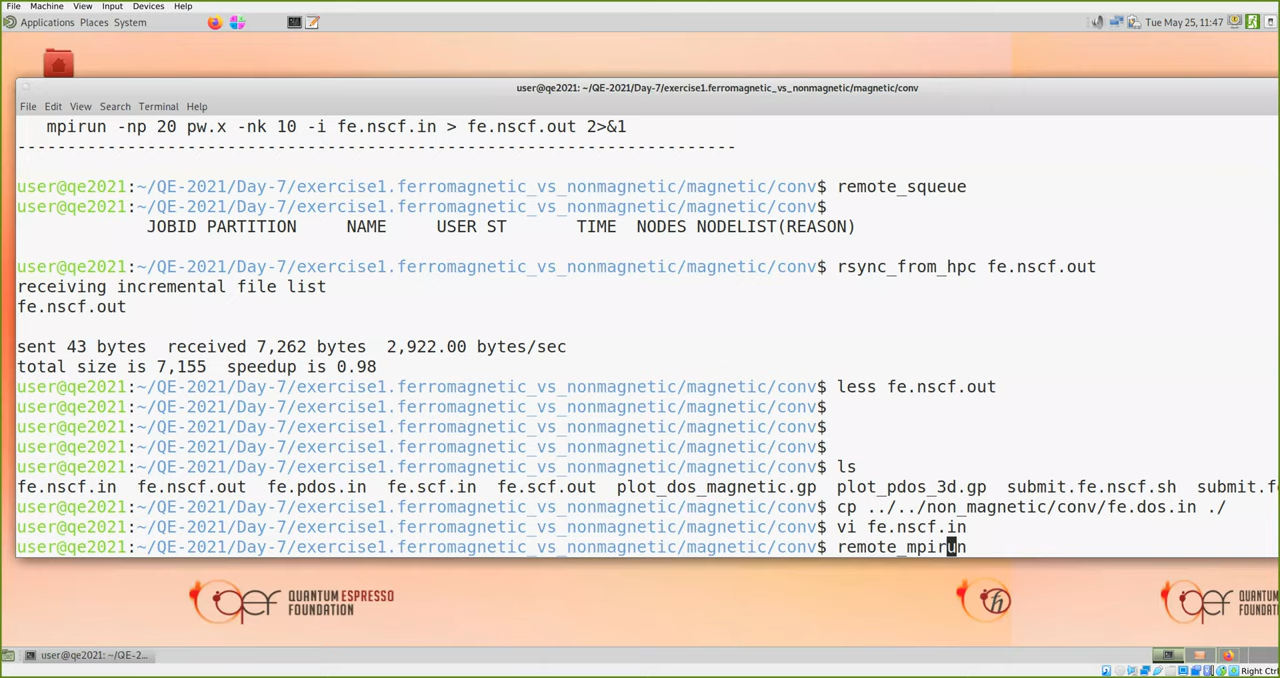 File Machine View Input Devices Help
Applications Places System
Tue May 25, 11:47
user@qe2021: ~/QE-2021/Day-7/exercise1.ferromagnetic_vs_nonmagnetic/magnetic/conv
File Edit View Search Terminal Help
mpirun -np 20 pw.x -nk 10 -i fe.nscf.in > fe.nscf.out 2>&1
------------------------------------------------------------------------
user@qe2021:~/QE-2021/Day-7/exercise1.ferromagnetic_vs_nonmagnetic/magnetic/conv$ remote_squeue
user@qe2021:~/QE-2021/Day-7/exercise1.ferromagnetic_vs_nonmagnetic/magnetic/conv$
JOBID PARTITION NAME USER ST TIME NODES NODELIST(REASON)
user@qe2021:~/QE-2021/Day-7/exercise1.ferromagnetic_vs_nonmagnetic/magnetic/conv$ rsync_from_hpc fe.nscf.out
receiving incremental file list
fe.nscf.out
sent 43 bytes received 7,262 bytes 2,922.00 bytes/sec
total size is 7,155 speedup is 0.98
user@qe2021:~/QE-2021/Day-7/exercise1.ferromagnetic_vs_nonmagnetic/magnetic/conv$ less fe.nscf.out
user@qe2021:~/QE-2021/Day-7/exercise1.ferromagnetic_vs_nonmagnetic/magnetic/conv$
user@qe2021:~/QE-2021/Day-7/exercise1.ferromagnetic_vs_nonmagnetic/magnetic/conv$
user@qe2021:~/QE-2021/Day-7/exercise1.ferromagnetic_vs_nonmagnetic/magnetic/conv$
user@qe2021:~/QE-2021/Day-7/exercise1.ferromagnetic_vs_nonmagnetic/magnetic/conv$ ls
fe.nscf.in fe.nscf.out fe.pdos.in fe.scf.in fe.scf.out plot_dos_magnetic.gp plot_pdos_3d.gp submit.fe.nscf.sh submit.fe
user@qe2021:~/QE-2021/Day-7/exercise1.ferromagnetic_vs_nonmagnetic/magnetic/conv$ cp ../../non_magnetic/conv/fe.dos.in ./
user@qe2021:~/QE-2021/Day-7/exercise1.ferromagnetic_vs_nonmagnetic/magnetic/conv$ vi fe.nscf.in
user@qe2021:~/QE-2021/Day-7/exercise1.ferromagnetic_vs_nonmagnetic/magnetic/conv$ remote_mpirun
QUANTUM ESPRESSO
FOUNDATION
QUANTUM
FOUNDA
user@qe2021: ~/QE-2...
Right Ctrl